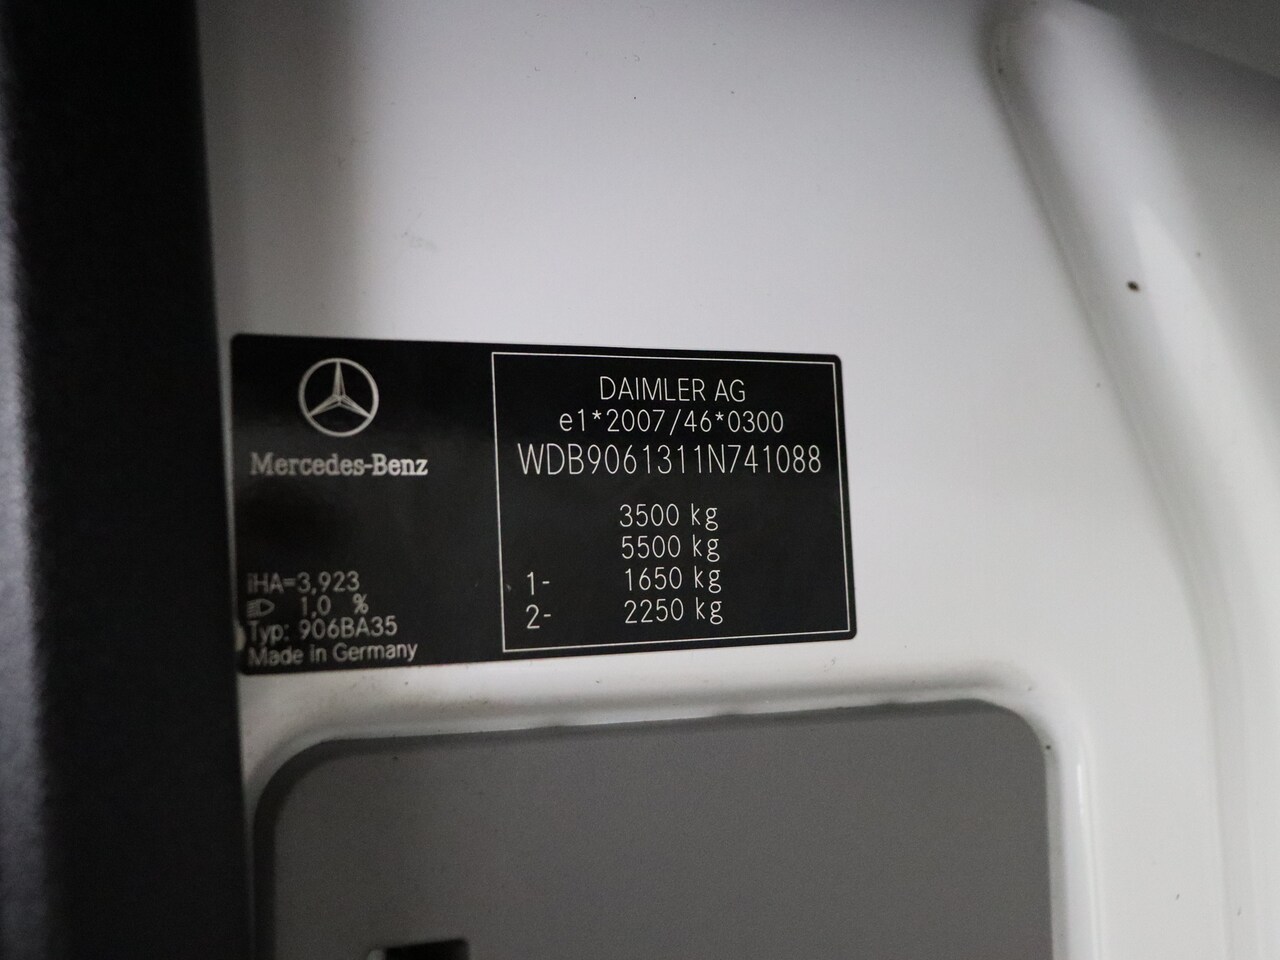 Mercedes-Benz
iHA=3,923
1,0 %
Typ: 906BA35
Made in Germany
DAIMLER AG
e1*2007/46*0300
WDB9061311N741088
3500 kg
5500 kg
1- 1650 kg
2- 2250 kg